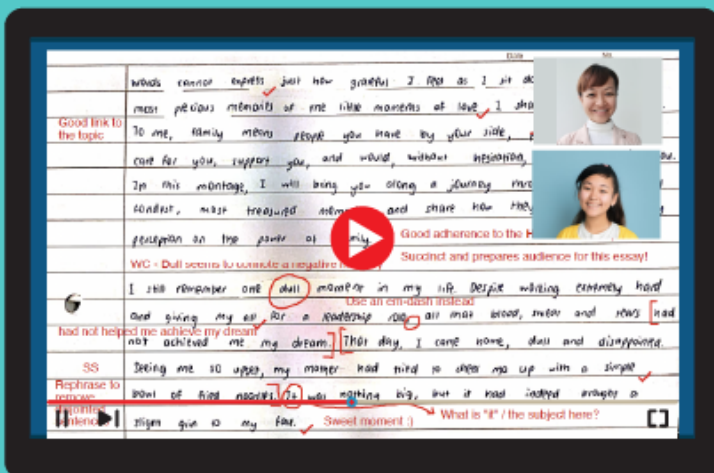 words cannot express just how grateful I feel as I sit do
most precious memories of the little moments of love, I sha
Good link to the topic
To me, family means people you have by your side,
care for you, support you, and would, without hesitation,
In this montage, I will bring you along a journey thro
fondest, most treasured mem and share how they
perception on the power of family.
Good adherence to the H
WC - Dull seems to connote a negative
Succinct and prepares audience for this essay!
I still remember one dull moment in my life. Despite working extremely hard
Use an em-dash instead
and giving my all for a leadership role, all that blood, sweat and tears [had
had not helped me achieve my dream
not achieved me my dream.] [That day, I came home, dull and disappointed.
SS
Seeing me so upset, my mother had tried to cheer me up with a simple
Rephrase to remove disjointed sentences
bowl of fried noodles.] It was nothing big, but it had indeed brought a
What is "it" / the subject here?
slight grin to my face.
Sweet moment :)